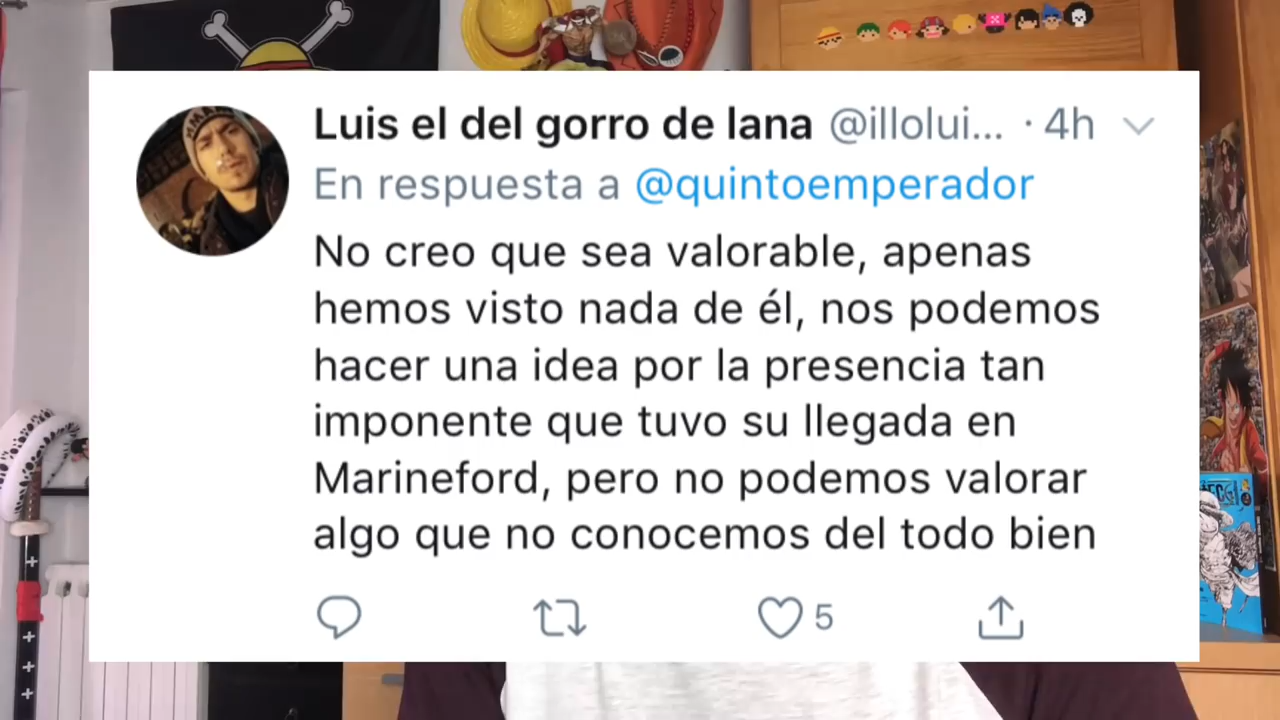 Luis el del gorro de lana @illolui... · 4h
En respuesta a @quintoemperador
No creo que sea valorable, apenas
hemos visto nada de él, nos podemos
hacer una idea por la presencia tan
imponente que tuvo su llegada en
Marineford, pero no podemos valorar
algo que no conocemos del todo bien
5